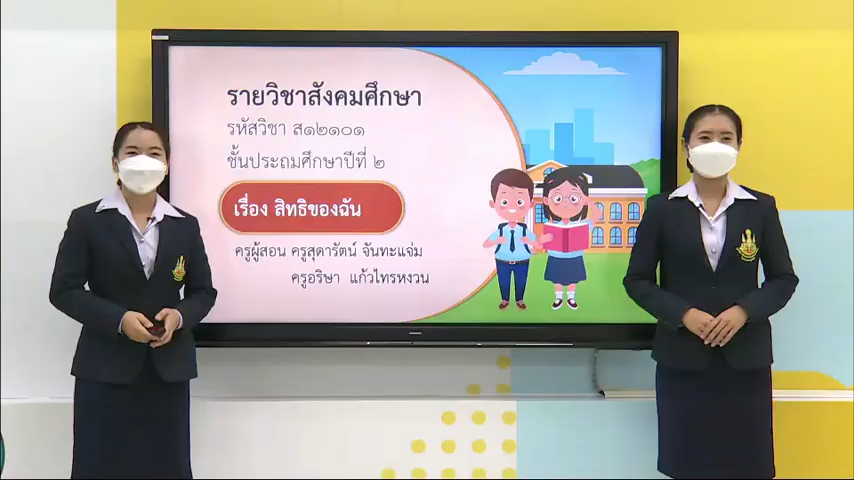 รายวิชาสังคมศึกษา
รหัสวิชา ส๑๒๑๐๑
ชั้นประถมศึกษาปีที่ ๒
เรื่อง สิทธิของฉัน
ครูผู้สอน ครูสุดารัตน์ จันทะแจ่ม
ครูอริษา แก้วไทรหงวน